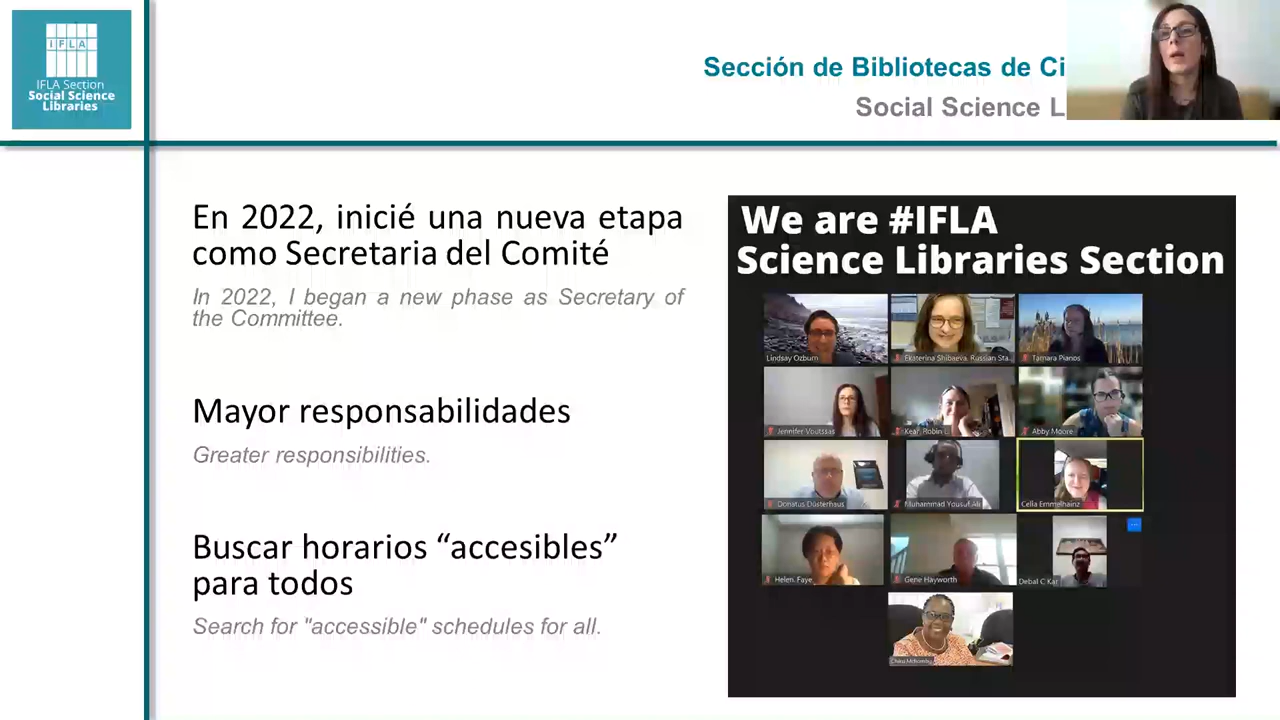 IFLA
IFLA Section
Social Science
Libraries
Sección de Bibliotecas de Ci
Social Science L
En 2022, inicié una nueva etapa
como Secretaria del Comité
In 2022, I began a new phase as Secretary of
the Committee.
Mayor responsabilidades
Greater responsibilities.
Buscar horarios “accesibles”
para todos
Search for "accessible" schedules for all.
We are #IFLA
Science Libraries Section
Lindsay Ozburn
Ekaterina Shibaeva, Russian Sta...
Tamara Pianos
Jennifer Voutssas
Kear, Robin L
Abby Moore
Donatus Düsterhaus
Muhammad Yousuf Ali
Celia Emmelhainz
Helen. Faye
Gene Hayworth
Debal C Kar